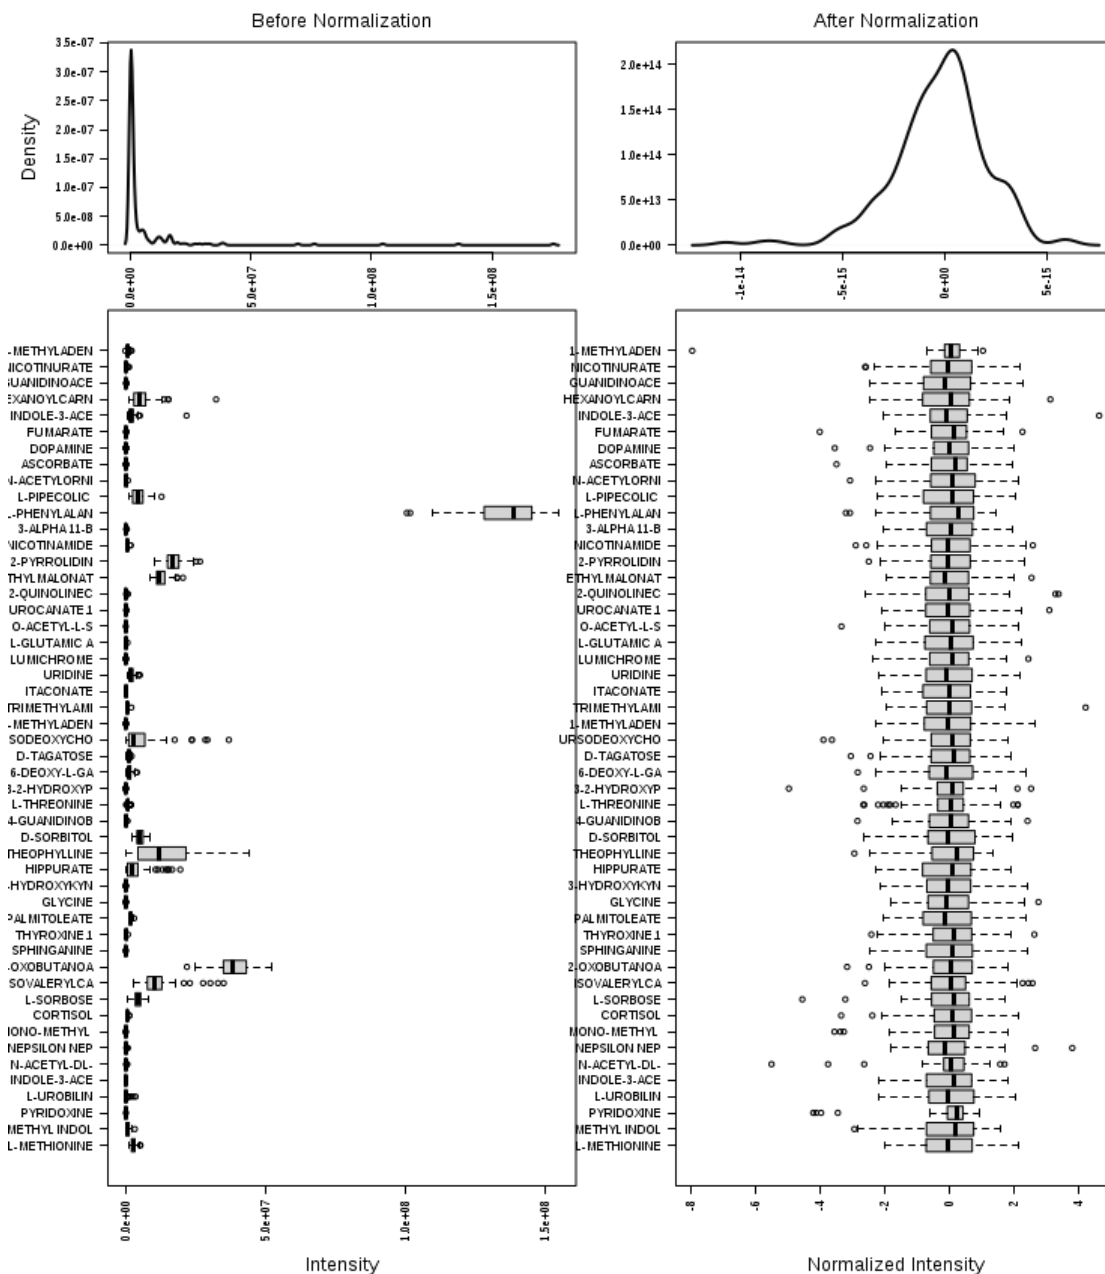 Before Normalization
After Normalization
Density
3.5e-07
3.0e-07
2.5e-07
2.0e-07
1.5e-07
1.0e-07
5.0e-08
0.0e+00
0.0e+00
5.0e+07
1.0e+08
1.5e+08
2.0e+14
1.5e+14
1.0e+14
5.0e+13
0.0e+00
-1e-14
-5e-15
0e+00
5e-15
-METHYLADEN
NICOTINURATE
GUANIDINOACE
HEXANOYLCARN
INDOLE-3-ACE
FUMARATE
DOPAMINE
ASCORBATE
N-ACETYLORNI
L-PIPECOLIC
L-PHENYLALAN
3-ALPHA 11-B
NICOTINAMIDE
2-PYRROLIDIN
ETHYLMALONAT
2-QUINOLINEC
UROCANATE.1
O-ACETYL-L-S
L-GLUTAMIC A
LUMICHROME
URIDINE
ITACONATE
TRIMETHYLAMI
-METHYLADEN
SODEOXYCHO
D-TAGATOSE
6-DEOXY-L-GA
3-2-HYDROXYP
L-THREONINE
4-GUANIDINOB
D-SORBITOL
THEOPHYLLINE
HIPPURATE
-HYDROXYKYN
GLYCINE
PALMITOLEATE
THYROXINE.1
SPHINGANINE
-OXOBUTANOA
SOVALERYLCA
L-SORBOSE
CORTISOL
MONO-METHYL
NEPSILON NEP
N-ACETYL-DL-
INDOLE-3-ACE
L-UROBILIN
PYRIDOXINE
METHYL INDOL
L-METHIONINE
0.0e+00
5.0e+07
1.0e+08
1.5e+08
Intensity
1-METHYLADEN
NICOTINURATE
GUANIDINOACE
HEXANOYLCARN
INDOLE-3-ACE
FUMARATE
DOPAMINE
ASCORBATE
N-ACETYLORNI
L-PIPECOLIC
L-PHENYLALAN
3-ALPHA 11-B
NICOTINAMIDE
2-PYRROLIDIN
ETHYLMALONAT
2-QUINOLINEC
UROCANATE.1
O-ACETYL-L-S
L-GLUTAMIC A
LUMICHROME
URIDINE
ITACONATE
TRIMETHYLAMI
1-METHYLADEN
URSODEOXYCHO
D-TAGATOSE
6-DEOXY-L-GA
3-2-HYDROXYP
L-THREONINE
4-GUANIDINOB
D-SORBITOL
THEOPHYLLINE
HIPPURATE
3-HYDROXYKYN
GLYCINE
PALMITOLEATE
THYROXINE.1
SPHINGANINE
2-OXOBUTANOA
ISOVALERYLCA
L-SORBOSE
CORTISOL
MONO-METHYL
NEPSILON NEP
N-ACETYL-DL-
INDOLE-3-ACE
L-UROBILIN
PYRIDOXINE
METHYL INDOL
L-METHIONINE
-8
-6
-4
-2
0
2
4
Normalized Intensity